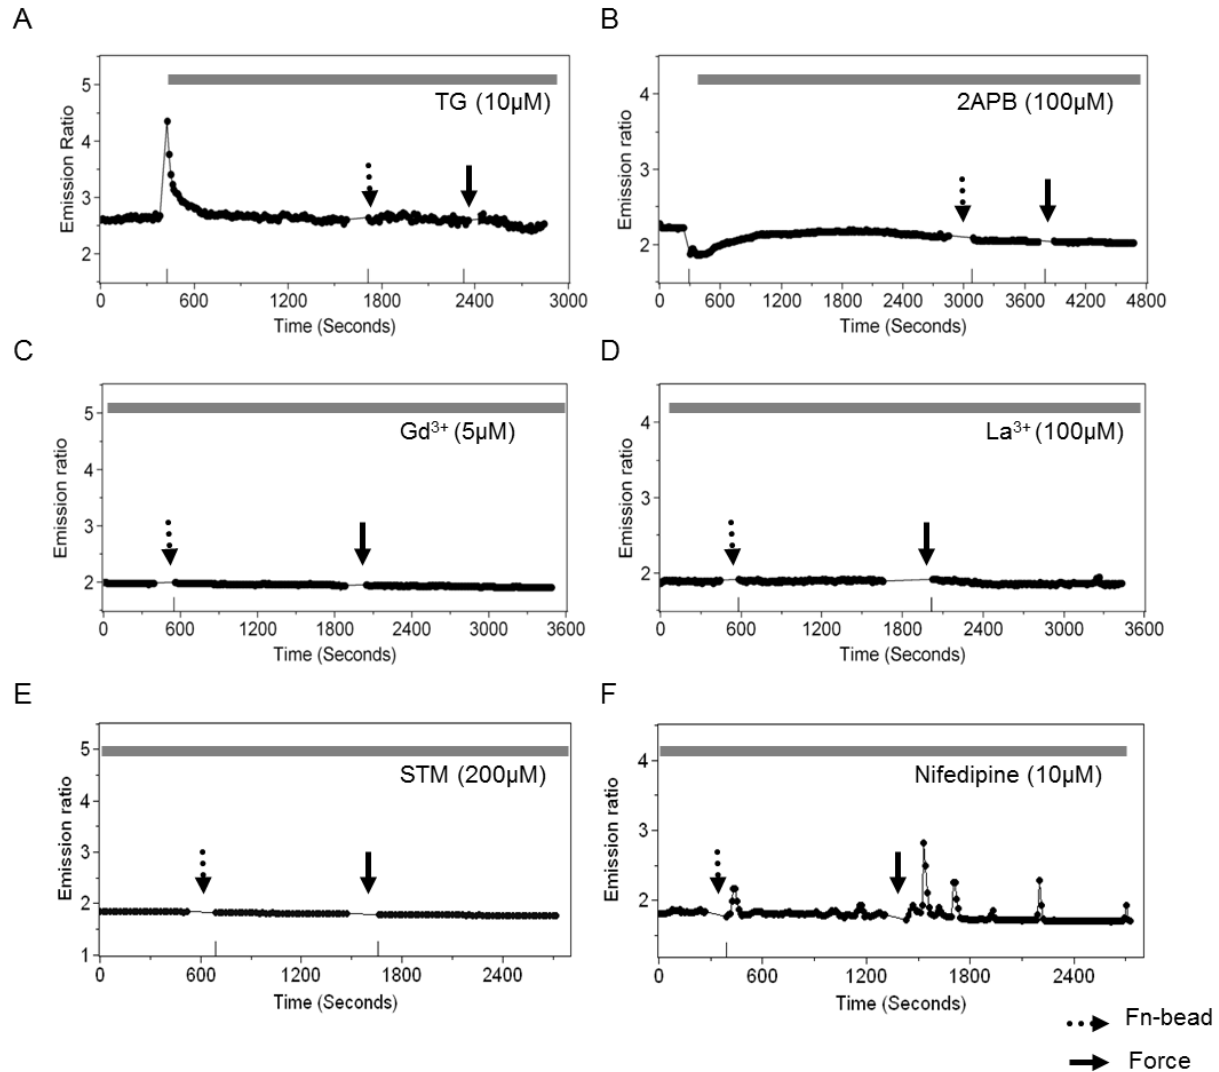 A
5
4
3
2
TG (10µM)
Emission Ratio
0 600 1200 1800 2400 3000
Time (Seconds)
B
4
3
2
2APB (100µM)
Emission ratio
0 600 1200 1800 2400 3000 3600 4200 4800
Time (Seconds)
C
5
4
3
2
Gd³⁺ (5µM)
Emission ratio
0 600 1200 1800 2400 3000 3600
Time (Seconds)
D
4
3
2
La³⁺ (100µM)
Emission ratio
0 600 1200 1800 2400 3000 3600
Time (Seconds)
E
5
4
3
2
1
STM (200µM)
Emission ratio
0 600 1200 1800 2400
Time (Seconds)
F
4
3
2
Nifedipine (10µM)
Emission ratio
0 600 1200 1800 2400
Time (Seconds)
Fn-bead
Force